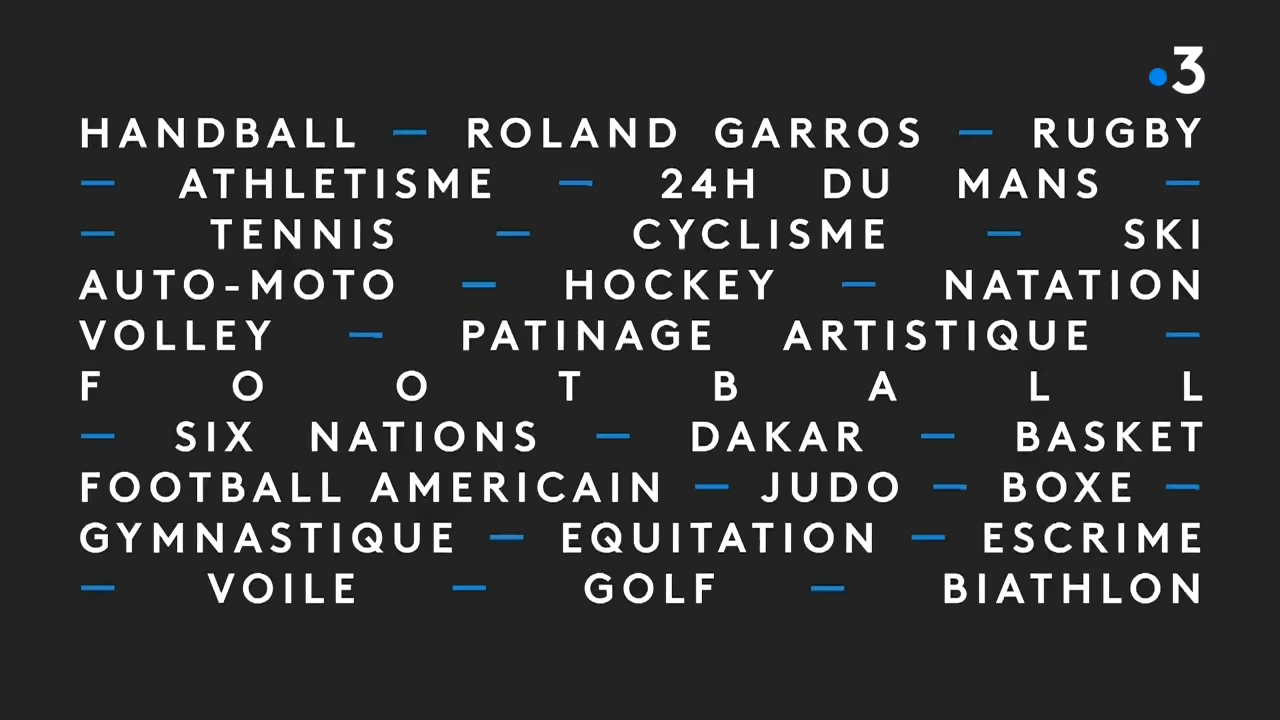 3
HANDBALL — ROLAND GARROS — RUGBY
— ATHLETISME — 24H DU MANS —
— TENNIS — CYCLISME — SKI
AUTO-MOTO — HOCKEY — NATATION
VOLLEY — PATINAGE ARTISTIQUE —
FOOTBALL
— SIX NATIONS — DAKAR — BASKET
FOOTBALL AMERICAIN — JUDO — BOXE —
GYMNASTIQUE — EQUITATION — ESCRIME
— VOILE — GOLF — BIATHLON